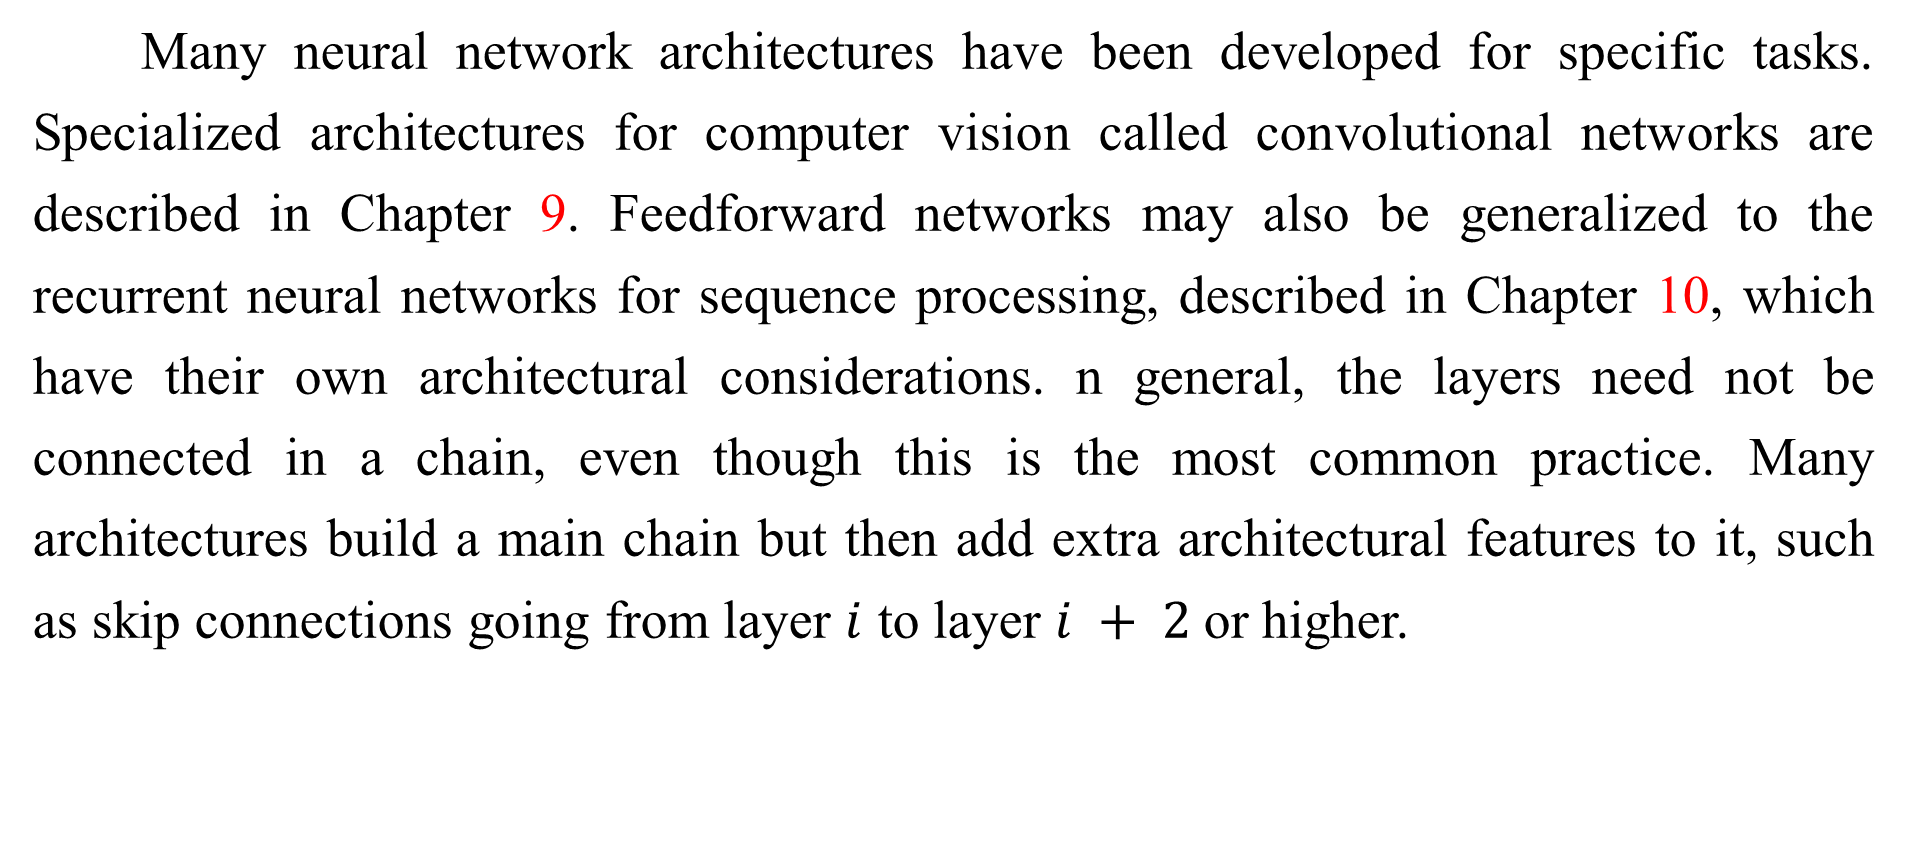 Many neural network architectures have been developed for specific tasks.
Specialized architectures for computer vision called convolutional networks are
described in Chapter 9. Feedforward networks may also be generalized to the
recurrent neural networks for sequence processing, described in Chapter 10, which
have their own architectural considerations. n general, the layers need not be
connected in a chain, even though this is the most common practice. Many
architectures build a main chain but then add extra architectural features to it, such
as skip connections going from layer i to layer i + 2 or higher.